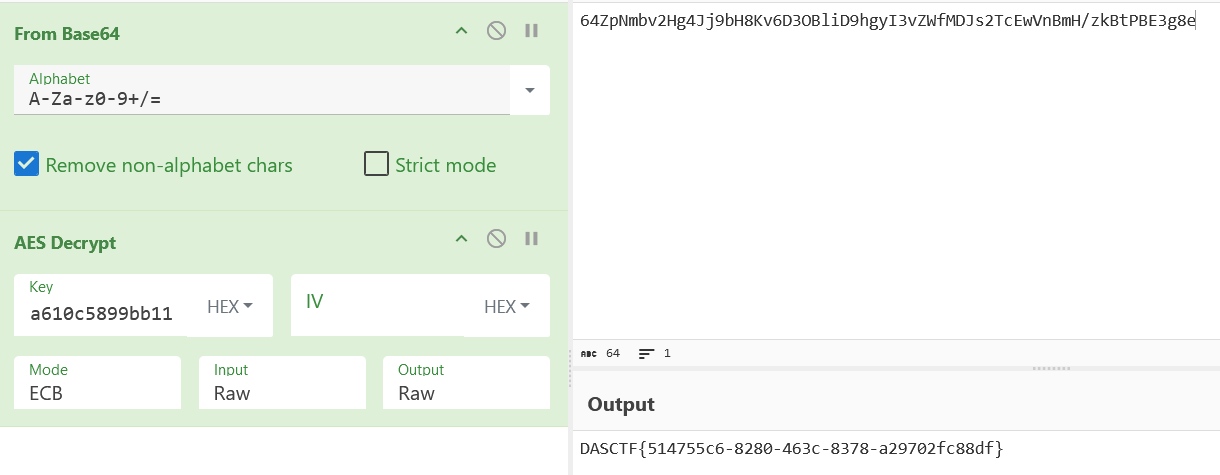 From Base64
Alphabet
A-Za-z0-9+/=
Remove non-alphabet chars
Strict mode
AES Decrypt
Key
a610c5899bb11
HEX
IV
HEX
Mode
ECB
Input
Raw
Output
Raw
64ZpNmbv2Hg4Jj9bH8Kv6D3OBliD9hgyI3vZWfMDJs2TcEwVnBmH/zkBtPBE3g8e
ABC 64 1
Output
DASCTF{514755c6-8280-463c-8378-a29702fc88df}